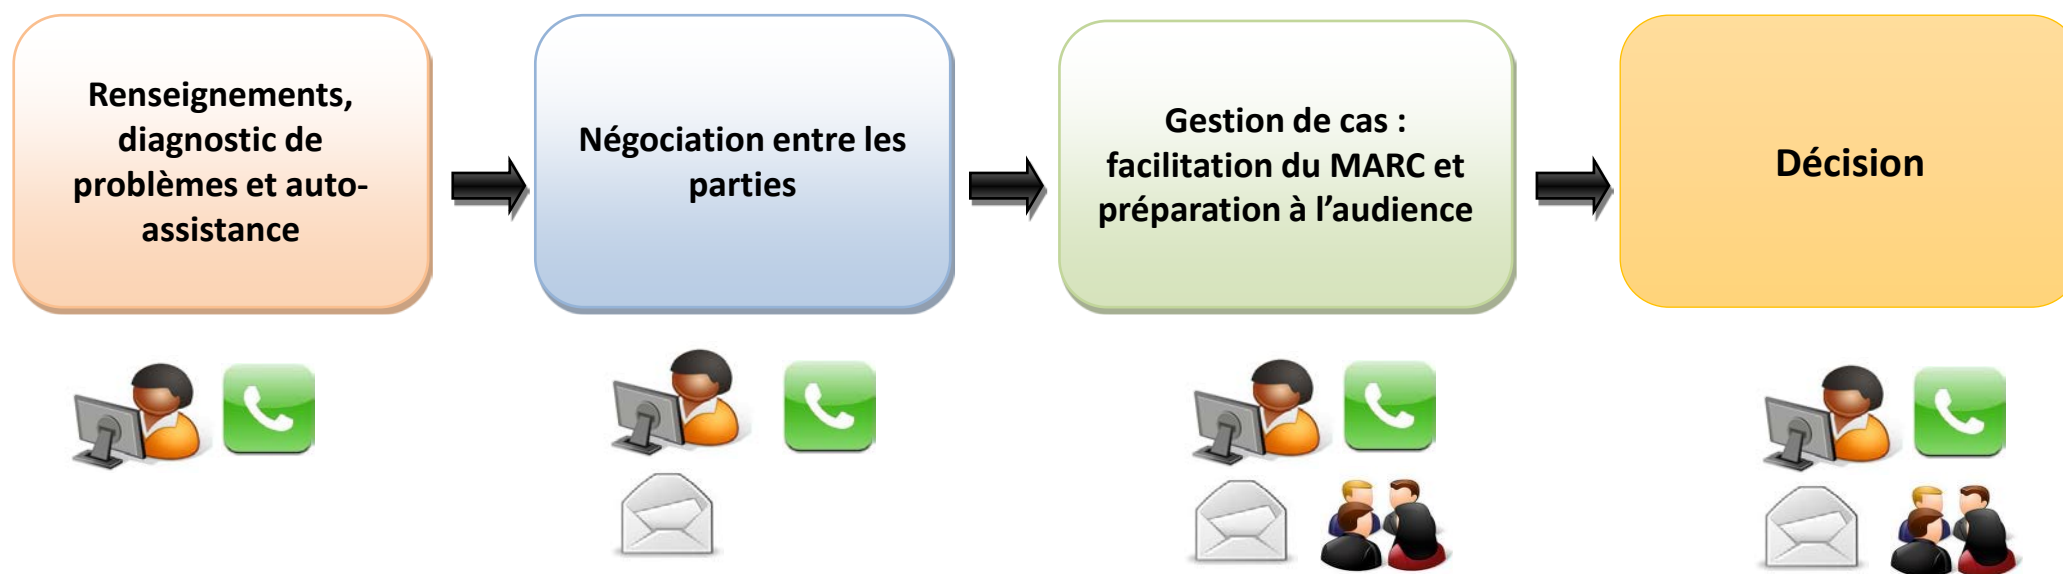 Renseignements,
diagnostic de
problèmes et auto-
assistance
Négociation entre les
parties
Gestion de cas :
facilitation du MARC et
préparation à l’audience
Décision